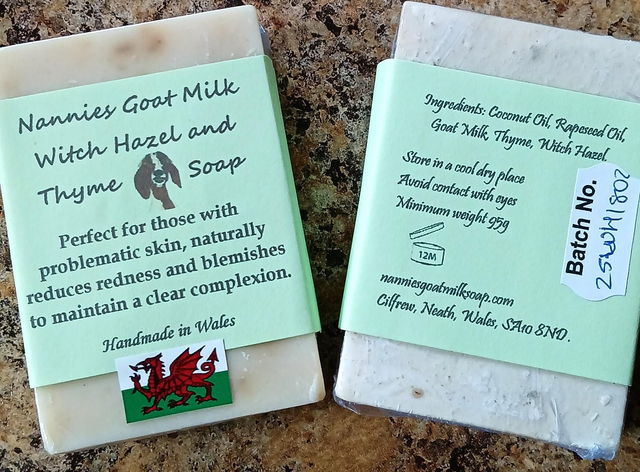 Nannies Goat Milk
Witch Hazel and
Thyme Soap
Perfect for those with
problematic skin, naturally
reduces redness and blemishes
to maintain a clear complexion.
Handmade in Wales
Ingredients: Coconut Oil, Rapeseed Oil,
Goat Milk, Thyme, Witch Hazel
Store in a cool dry place
Avoid contact with eyes
Minimum weight 95g
12M
nanniesgoatmilksoap.com
Cilfrew, Neath, Wales, SA10 8ND.
Batch No.
25WH1802